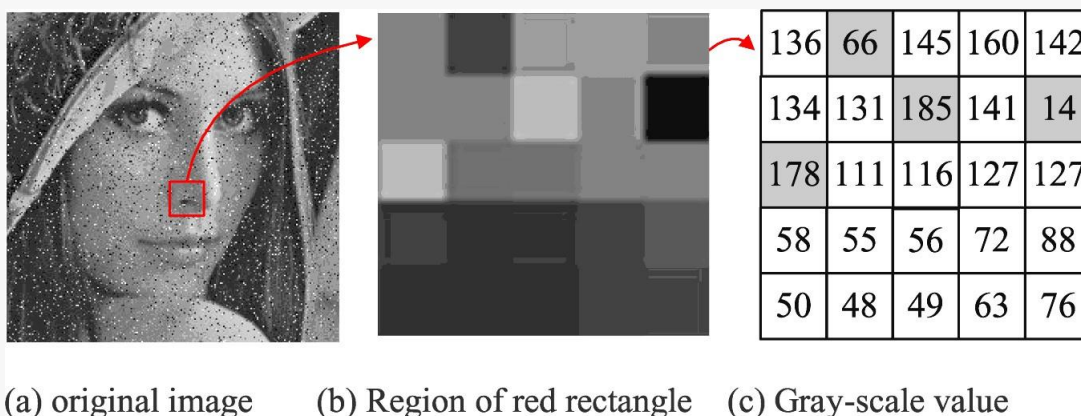 136 66 145 160 142
134 131 185 141 14
178 111 116 127 127
58 55 56 72 88
50 48 49 63 76
(a) original image (b) Region of red rectangle (c) Gray-scale value